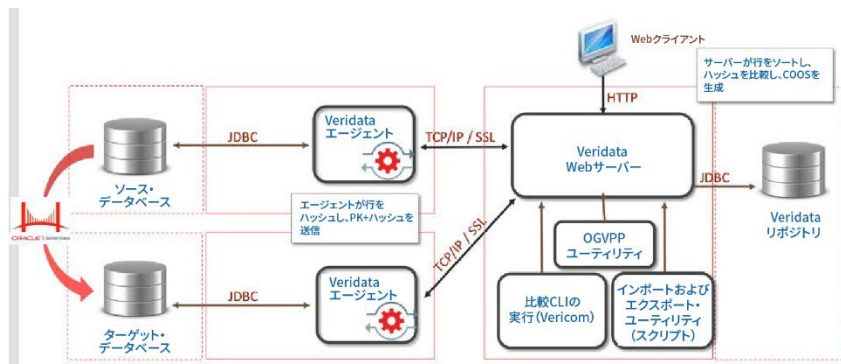 Webクライアント
サーバーが行をソートし、
ハッシュを比較し、COOSを
生成
HTTP
Veridata
エージェント
JDBC
TCP/IP / SSL
Veridata
Webサーバー
JDBC
ソース・
データベース
エージェントが行を
ハッシュし、PK+ハッシュを
送信
Veridata
リポジトリ
ORACLE
TCP/IP / SSL
OGVPP
ユーティリティ
Veridata
エージェント
JDBC
比較CLIの
実行(Vericom)
インポートおよび
エクスポート・
ユーティリティ
(スクリプト)
ターゲット・
データベース